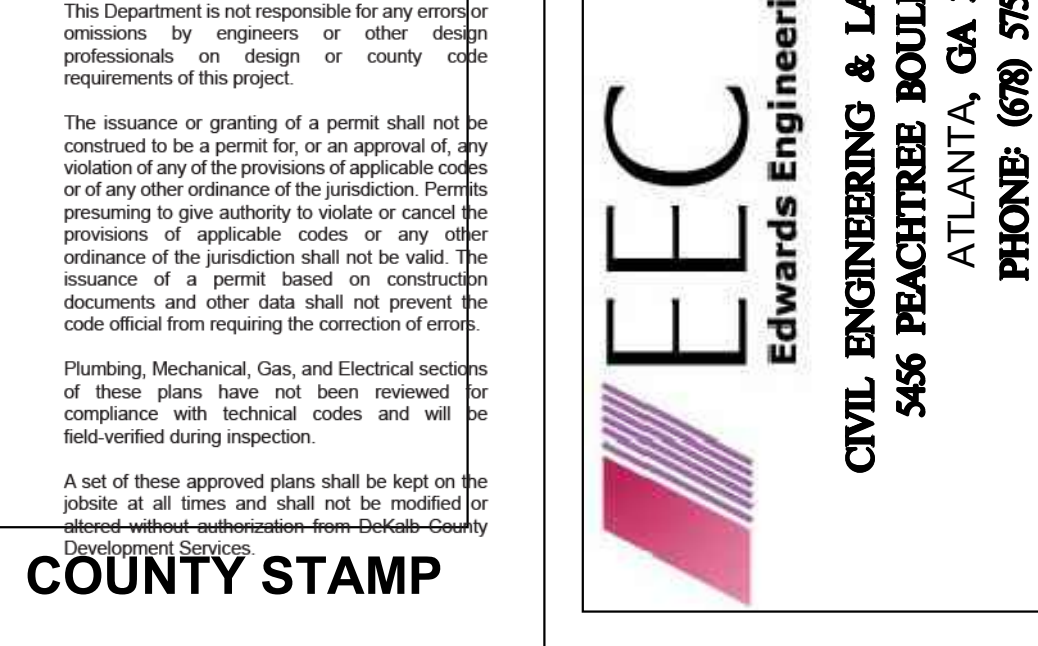 This Department is not responsible for any errors or
omissions by engineers or other design
professionals on design or county code
requirements of this project.
The issuance or granting of a permit shall not be
construed to be a permit for, or an approval of, any
violation of any of the provisions of applicable codes
or of any other ordinance of the jurisdiction. Permits
presuming to give authority to violate or cancel the
provisions of applicable codes or any other
ordinance of the jurisdiction shall not be valid. The
issuance of a permit based on construction
documents and other data shall not prevent the
code official from requiring the correction of errors.
Plumbing, Mechanical, Gas, and Electrical sections
of these plans have not been reviewed for
compliance with technical codes and will be
field-verified during inspection.
A set of these approved plans shall be kept on the
jobsite at all times and shall not be modified or
altered without authorization from DeKalb County
Development Services.
COUNTY STAMP
EEC
Edwards
CIVIL ENGINEERING &
5456 PEACHTREE
ATLANTA, GA
PHONE: (678) 575